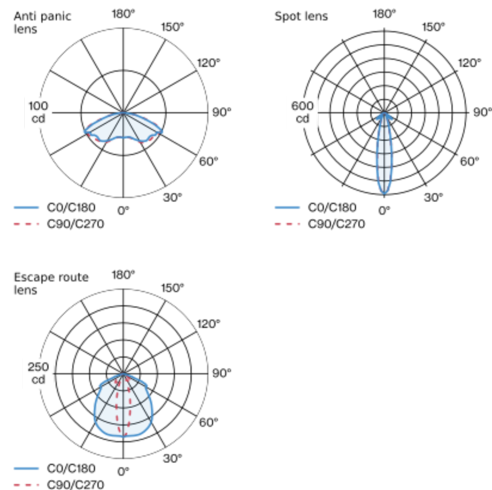 Anti panic
lens
180°
150°
120°
100
cd
90°
60°
30°
0°
C0/C180
C90/C270
Spot lens
180°
150°
120°
600
cd
90°
60°
30°
0°
C0/C180
C90/C270
Escape route
lens
180°
150°
120°
250
cd
90°
60°
30°
0°
C0/C180
C90/C270